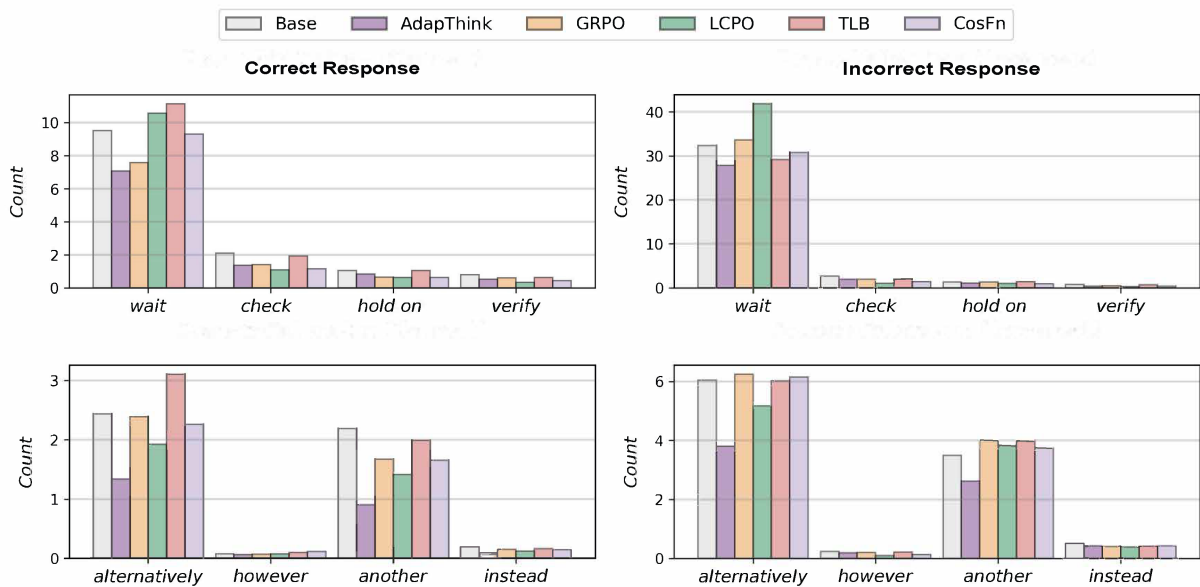 Base AdapThink GRPO LCPO TLB CosFn
Correct Response
Incorrect Response
Count
10
8
6
4
2
0
wait check hold on verify
Count
40
30
20
10
0
wait check hold on verify
Count
3
2
1
0
alternatively however another instead
Count
6
4
2
0
alternatively however another instead